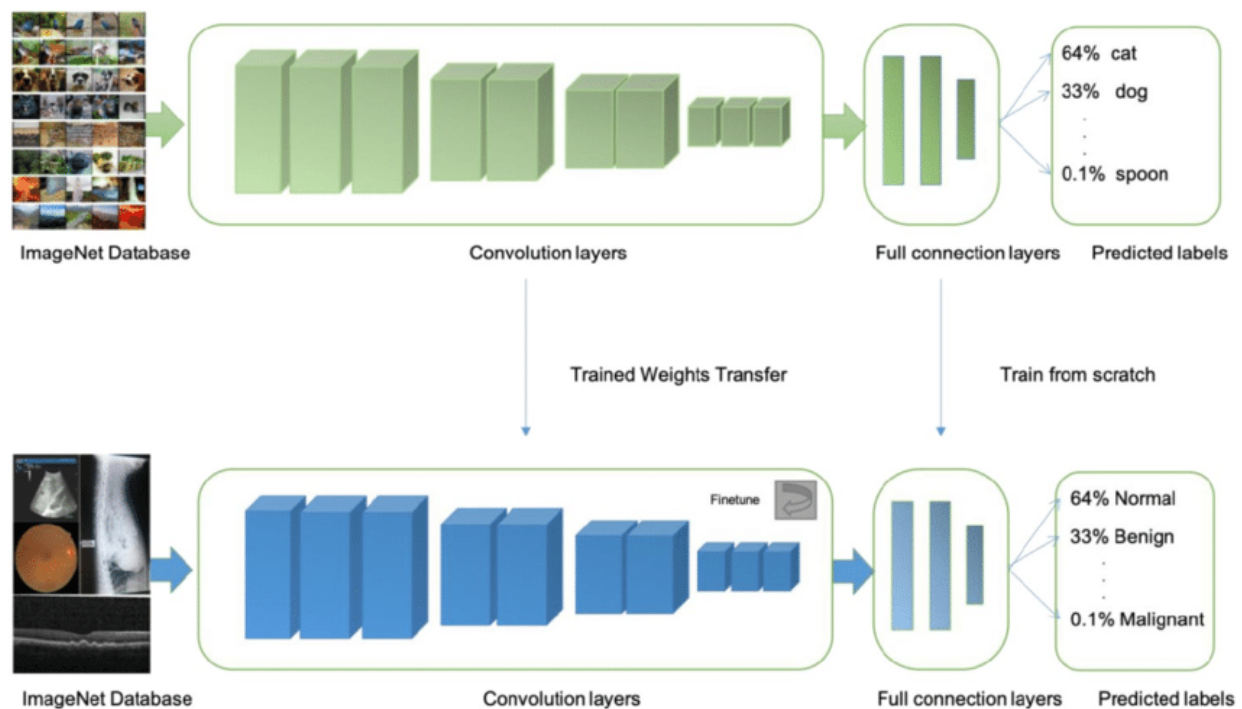 64% cat
33% dog
.
.
.
0.1% spoon
ImageNet Database
Convolution layers
Full connection layers
Predicted labels
Trained Weights Transfer
Train from scratch
Finetune
64% Normal
33% Benign
.
.
.
0.1% Malignant
ImageNet Database
Convolution layers
Full connection layers
Predicted labels